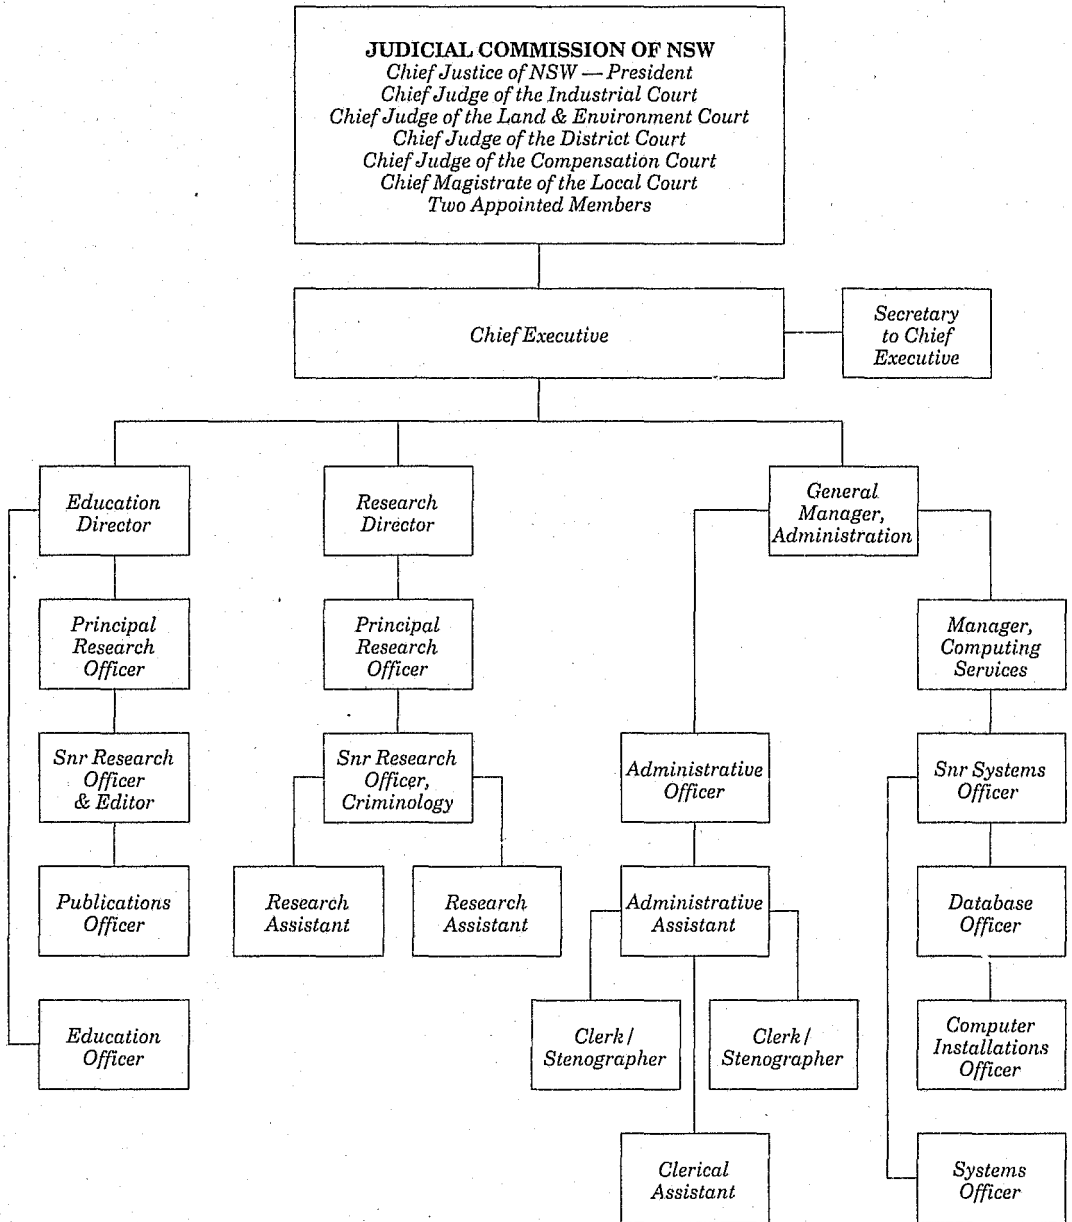 JUDICIAL COMMISSION OF NSW
Chief Justice of NSW — President
Chief Judge of the Industrial Court
Chief Judge of the Land & Environment Court
Chief Judge of the District Court
Chief Judge of the Compensation Court
Chief Magistrate of the Local Court
Two Appointed Members
Chief Executive
Secretary
to Chief
Executive
Education
Director
Research
Director
General
Manager,
Administration
Principal
Research
Officer
Principal
Research
Officer
Manager,
Computing
Services
Snr Research
Officer
& Editor
Snr Research
Officer,
Criminology
Administrative
Officer
Snr Systems
Officer
Publications
Officer
Research
Assistant
Research
Assistant
Administrative
Assistant
Database
Officer
Education
Officer
Clerk/
Stenographer
Clerk/
Stenographer
Computer
Installations
Officer
Clerical
Assistant
Systems
Officer